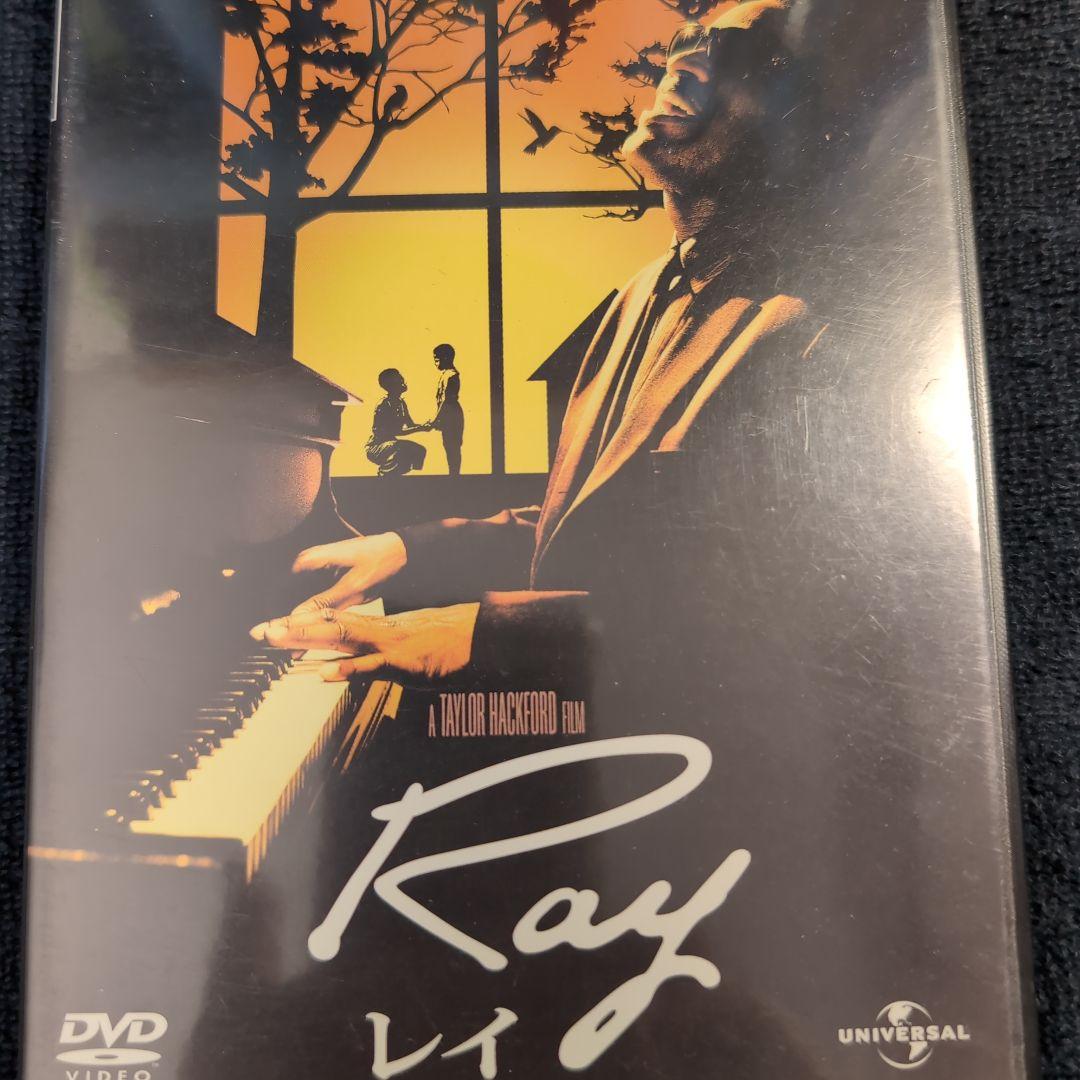 A TAYLOR HACKFORD FILM
Ray
レイ
DVD
VIDEO
UNIVERSAL